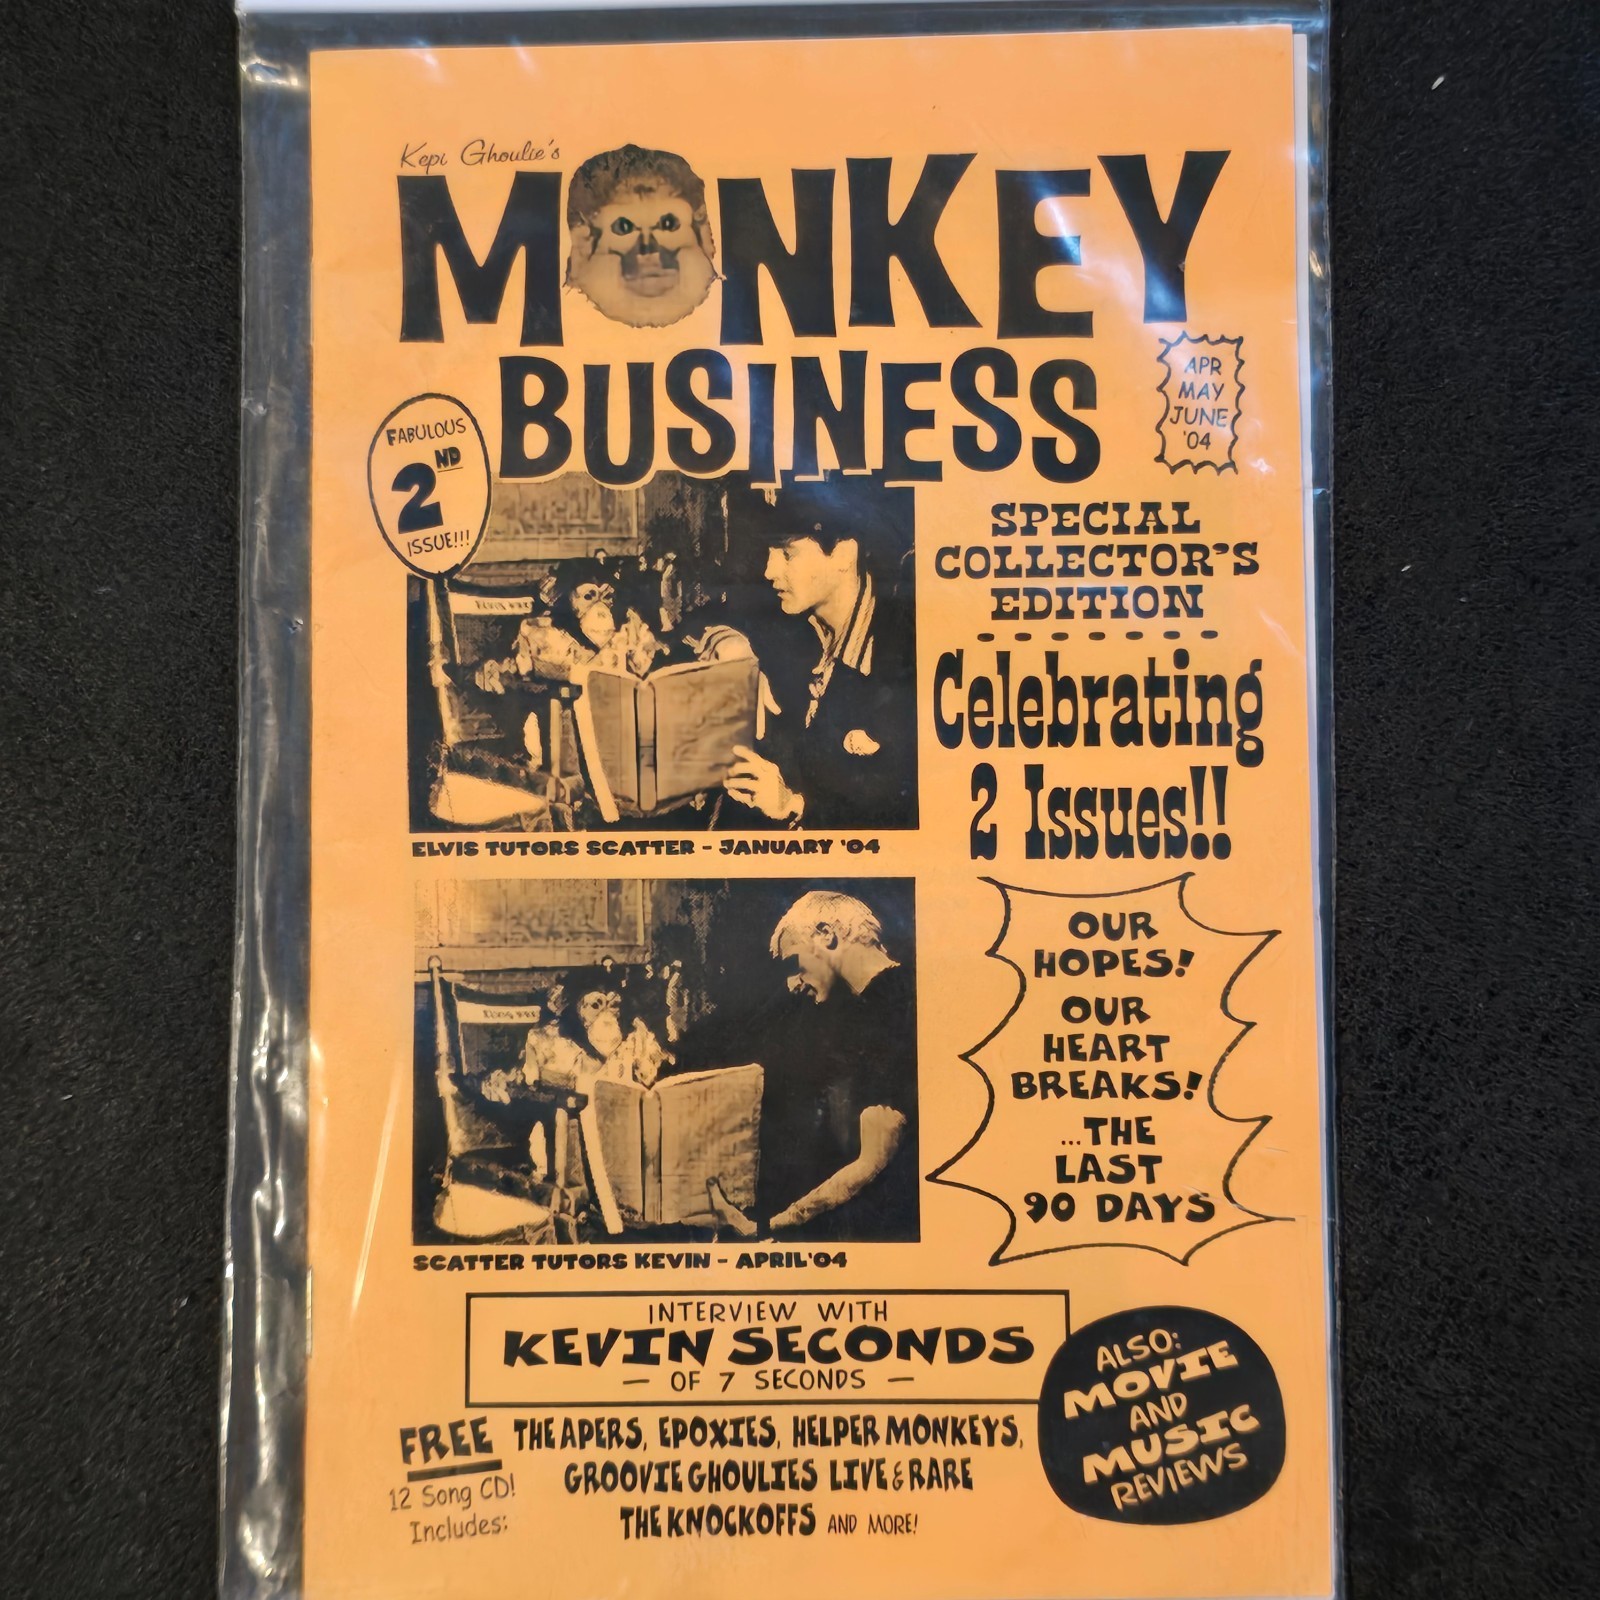 Kepi Ghoulie's
MONKEY
BUSINESS
APR
MAY
JUNE
'04
FABULOUS
2ND
ISSUE!!!
SPECIAL
COLLECTOR'S
EDITION
Celebrating
2 Issues!!
ELVIS TUTORS SCATTER - JANUARY '04
OUR
HOPES!
OUR
HEART
BREAKS!
...THE
LAST
90 DAYS
SCATTER TUTORS KEVIN - APRIL '04
INTERVIEW WITH
KEVIN SECONDS
— OF 7 SECONDS —
ALSO:
MOVIE
AND
MUSIC
REVIEWS
FREE
12 Song CD!
Includes:
THE APERS, EPOXIES, HELPER MONKEYS,
GROOVIE GHOULIES LIVE & RARE
THE KNOCKOFFS AND MORE!